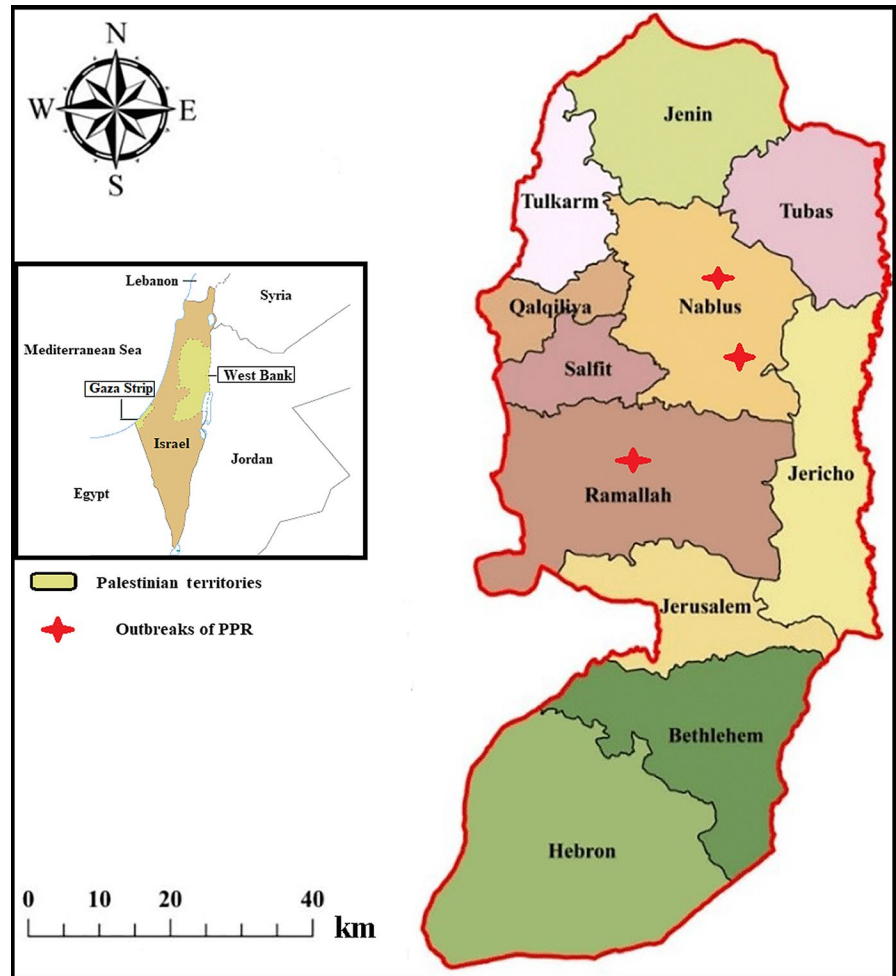 N
W
E
S
Jenin
Tulkarm
Tubas
Qalqiliya
Nablus
Salfit
Ramallah
Jericho
Jerusalem
Bethlehem
Hebron
Lebanon
Syria
Mediterranean Sea
Gaza Strip
West Bank
Israel
Jordan
Egypt
Palestinian territories
Outbreaks of PPR
0 10 20 40
km